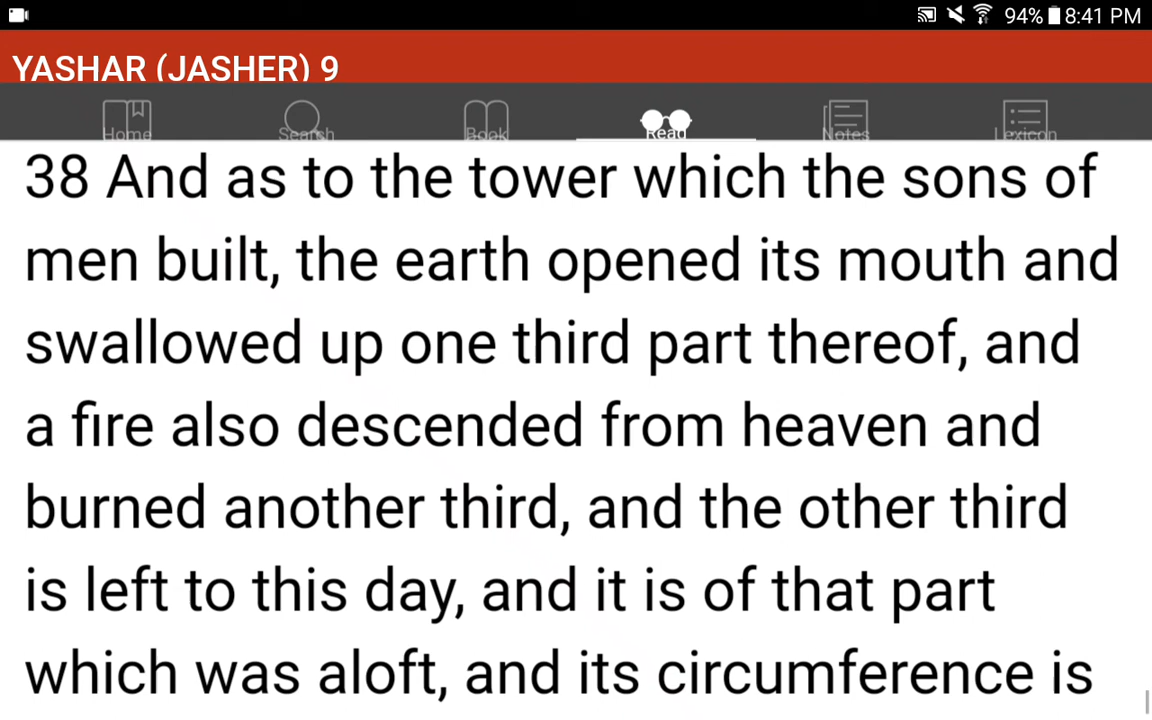 94% 8:41 PM
YASHAR (JASHER) 9
Home Search Book Read Notes Lexicon
38 And as to the tower which the sons of
men built, the earth opened its mouth and
swallowed up one third part thereof, and
a fire also descended from heaven and
burned another third, and the other third
is left to this day, and it is of that part
which was aloft, and its circumference is